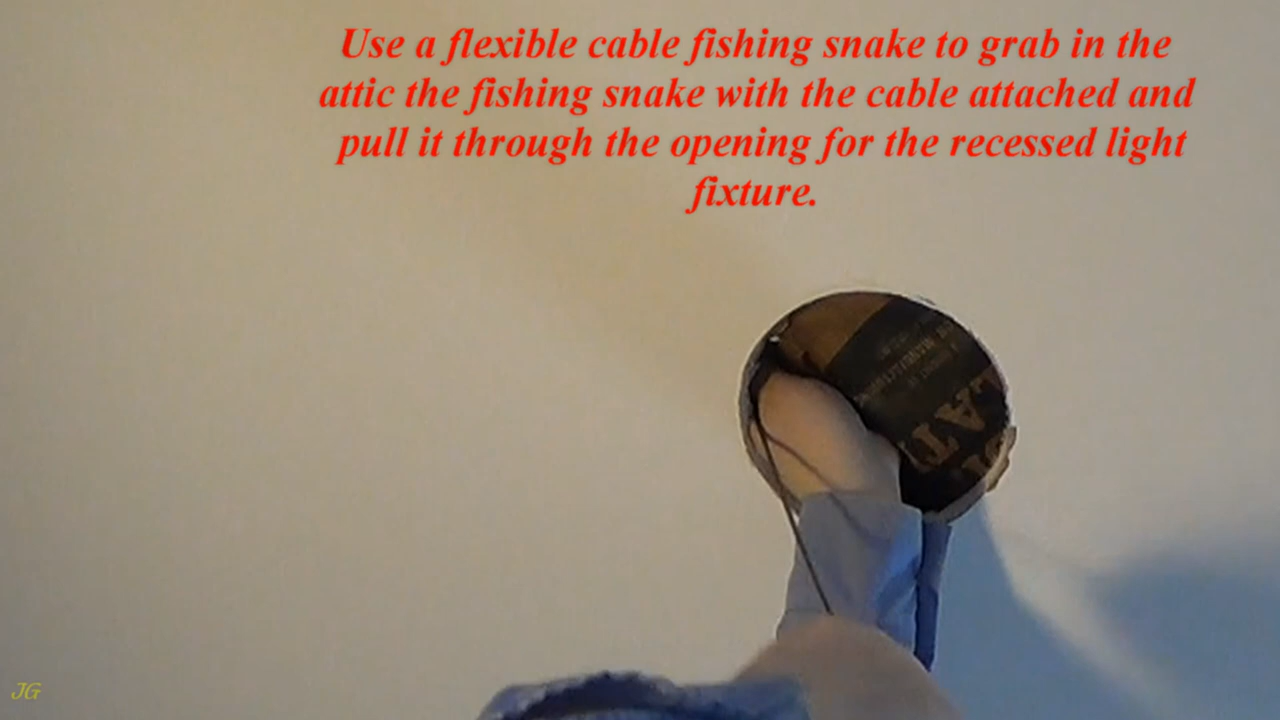 Use a flexible cable fishing snake to grab in the
attic the fishing snake with the cable attached and
pull it through the opening for the recessed light
fixture.
JG